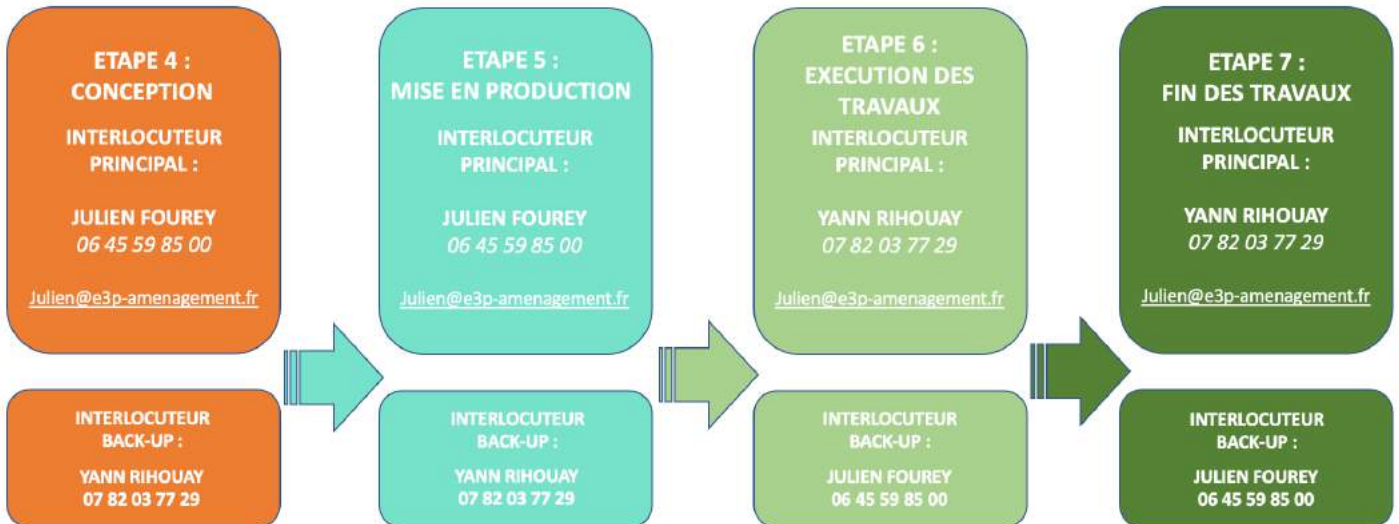 ETAPE 4 :
CONCEPTION
INTERLOCUTEUR
PRINCIPAL :
JULIEN FOUREY
06 45 59 85 00
Julien@e3p-amenagement.fr
INTERLOCUTEUR
BACK-UP :
YANN RIHOUAY
07 82 03 77 29
ETAPE 5 :
MISE EN PRODUCTION
INTERLOCUTEUR
PRINCIPAL :
JULIEN FOUREY
06 45 59 85 00
Julien@e3p-amenagement.fr
INTERLOCUTEUR
BACK-UP :
YANN RIHOUAY
07 82 03 77 29
ETAPE 6 :
EXECUTION DES
TRAVAUX
INTERLOCUTEUR
PRINCIPAL :
YANN RIHOUAY
07 82 03 77 29
Julien@e3p-amenagement.fr
INTERLOCUTEUR
BACK-UP :
JULIEN FOUREY
06 45 59 85 00
ETAPE 7 :
FIN DES TRAVAUX
INTERLOCUTEUR
PRINCIPAL :
YANN RIHOUAY
07 82 03 77 29
Julien@e3p-amenagement.fr
INTERLOCUTEUR
BACK-UP :
JULIEN FOUREY
06 45 59 85 00